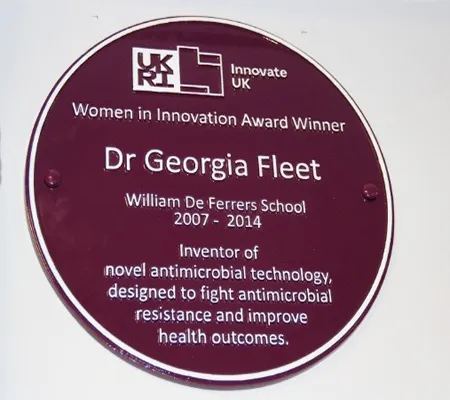 UK
RI
Innovate
UK
Women in Innovation Award Winner
Dr Georgia Fleet
William De Ferrers School
2007 - 2014
Inventor of
novel antimicrobial technology,
designed to fight antimicrobial
resistance and improve
health outcomes.